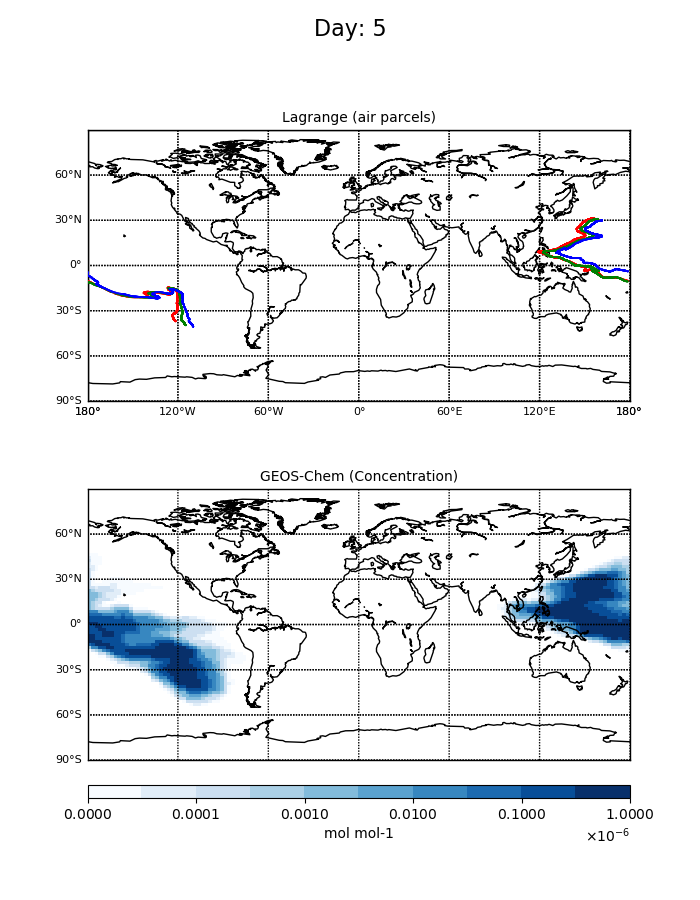 Day: 5
Lagrange (air parcels)
60°N
30°N
0°
30°S
60°S
90°S
180° 120°W 60°W 0° 60°E 120°E 180°
GEOS-Chem (Concentration)
60°N
30°N
0°
30°S
60°S
90°S
0.0000 0.0001 0.0010 0.0100 0.1000 1.0000
mol mol-1 ×10⁻⁶